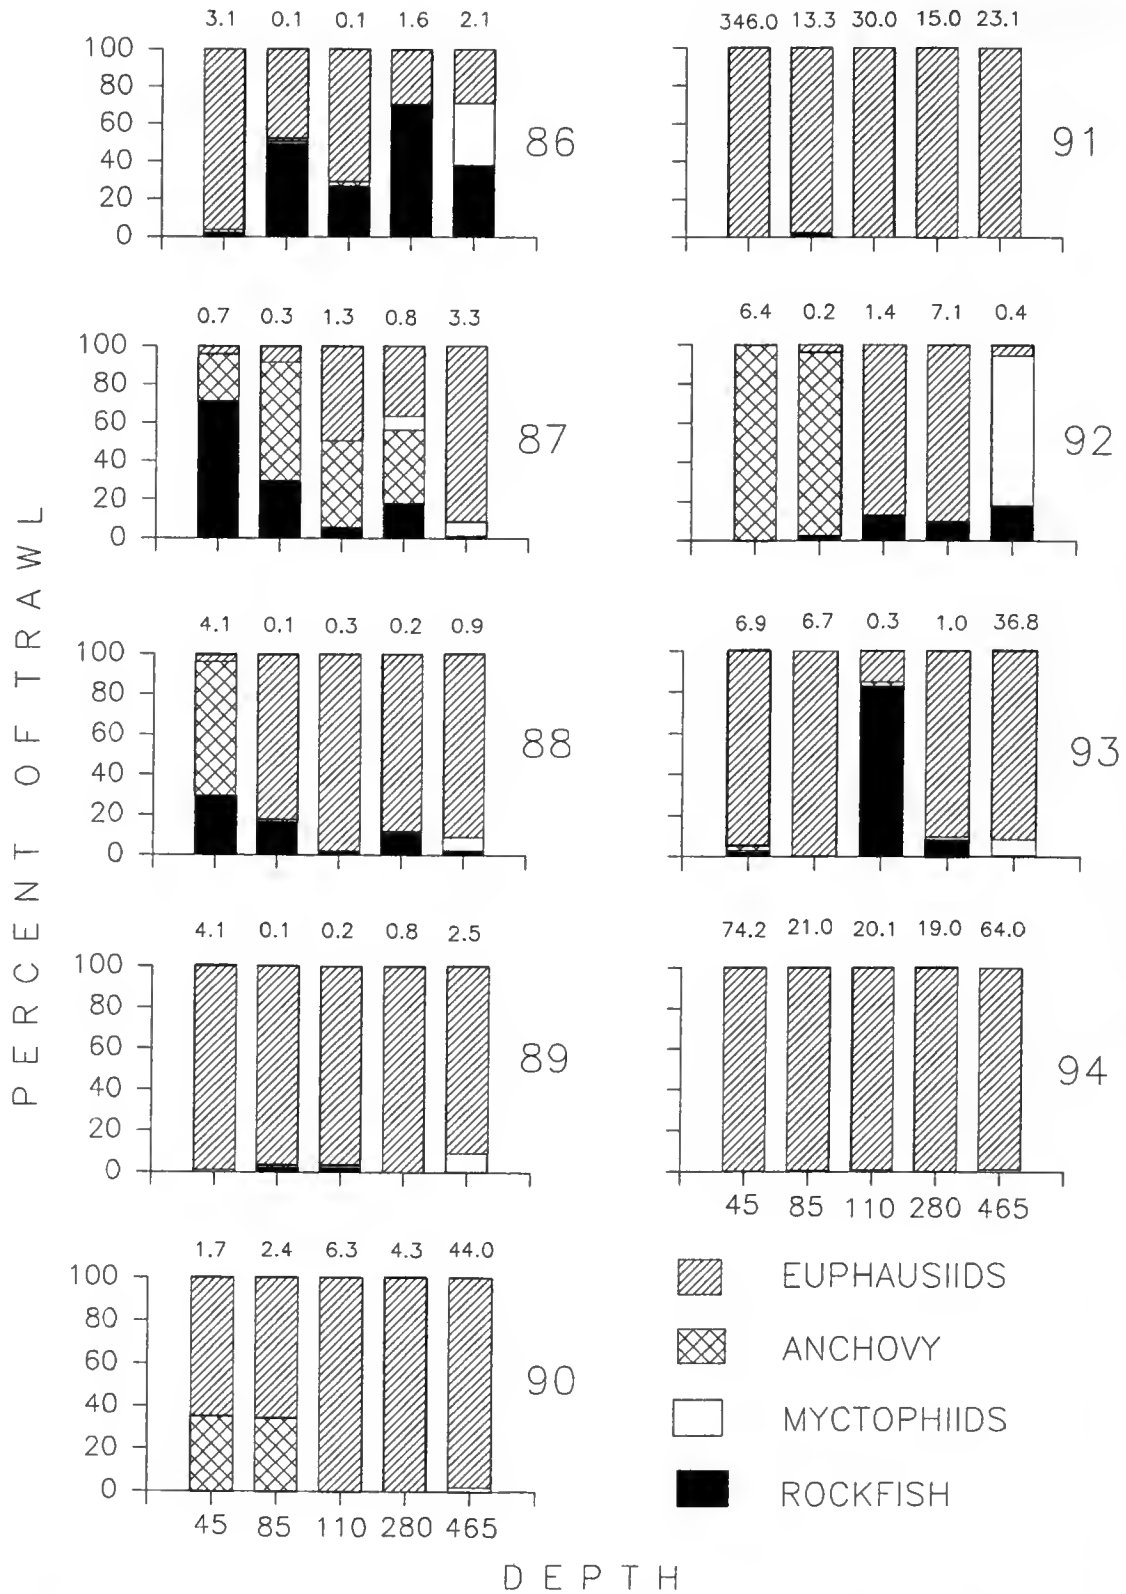 3.1 0.1 0.1 1.6 2.1
100
80
60
40
20
0
86
346.0 13.3 30.0 15.0 23.1
91
0.7 0.3 1.3 0.8 3.3
100
80
60
40
20
0
87
6.4 0.2 1.4 7.1 0.4
92
4.1 0.1 0.3 0.2 0.9
100
80
60
40
20
0
88
6.9 6.7 0.3 1.0 36.8
93
4.1 0.1 0.2 0.8 2.5
100
80
60
40
20
0
89
74.2 21.0 20.1 19.0 64.0
94
45 85 110 280 465
1.7 2.4 6.3 4.3 44.0
100
80
60
40
20
0
90
45 85 110 280 465
PERCENT OF TRAWL
DEPTH
EUPHAUSIIDS
ANCHOVY
MYCTOPHIIDS
ROCKFISH